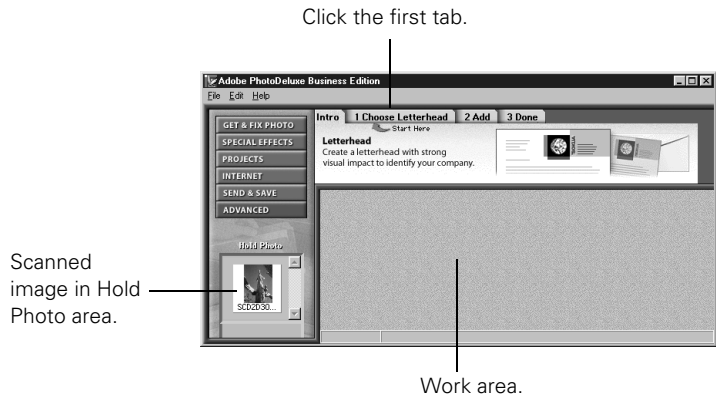 Click the first tab.
Adobe PhotoDeluxe Business Edition
File Edit Help
Intro 1 Choose Letterhead 2 Add 3 Done
Start Here
GET & FIX PHOTO
SPECIAL EFFECTS
PROJECTS
INTERNET
SEND & SAVE
ADVANCED
Letterhead
Create a letterhead with strong
visual impact to identify your company.
Hold Photo
SCD2D30...
Scanned
image in Hold
Photo area.
Work area.